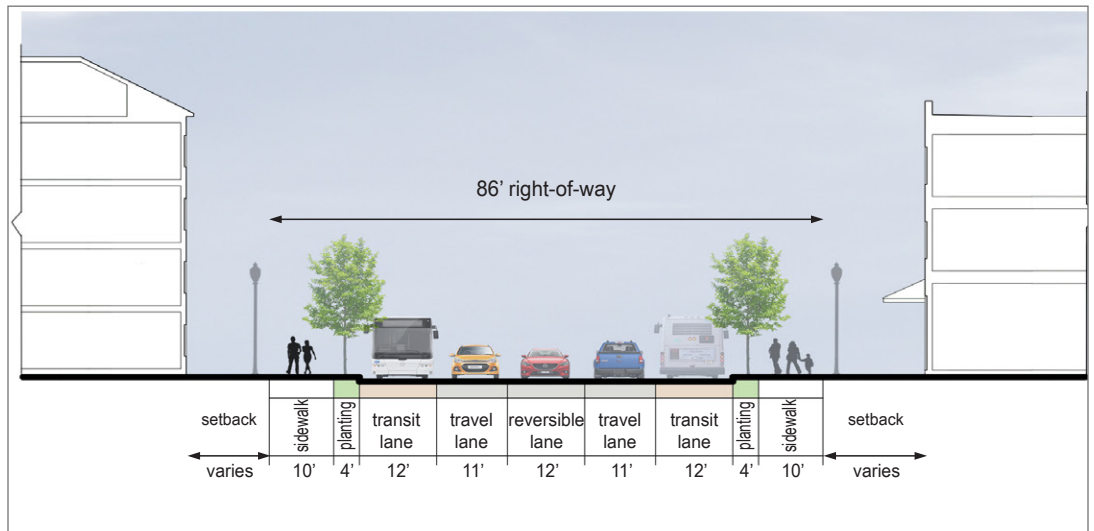 86’ right-of-way
setback
sidewalk
planting
transit
lane
travel
lane
reversible
lane
travel
lane
transit
lane
planting
sidewalk
setback
varies
10’
4’
12’
11’
12’
11’
12’
4’
10’
varies